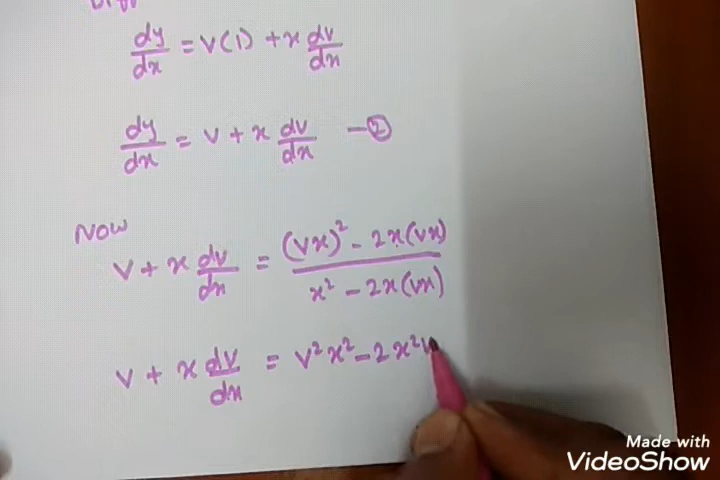 dy/dx = v(1) + x dv/dx
dy/dx = v + x dv/dx — ②
Now
v + x dv/dx = (vx)² - 2x(vx) / x² - 2x(vx)
v + x dv/dx = v²x² - 2x²v
Made with
VideoShow